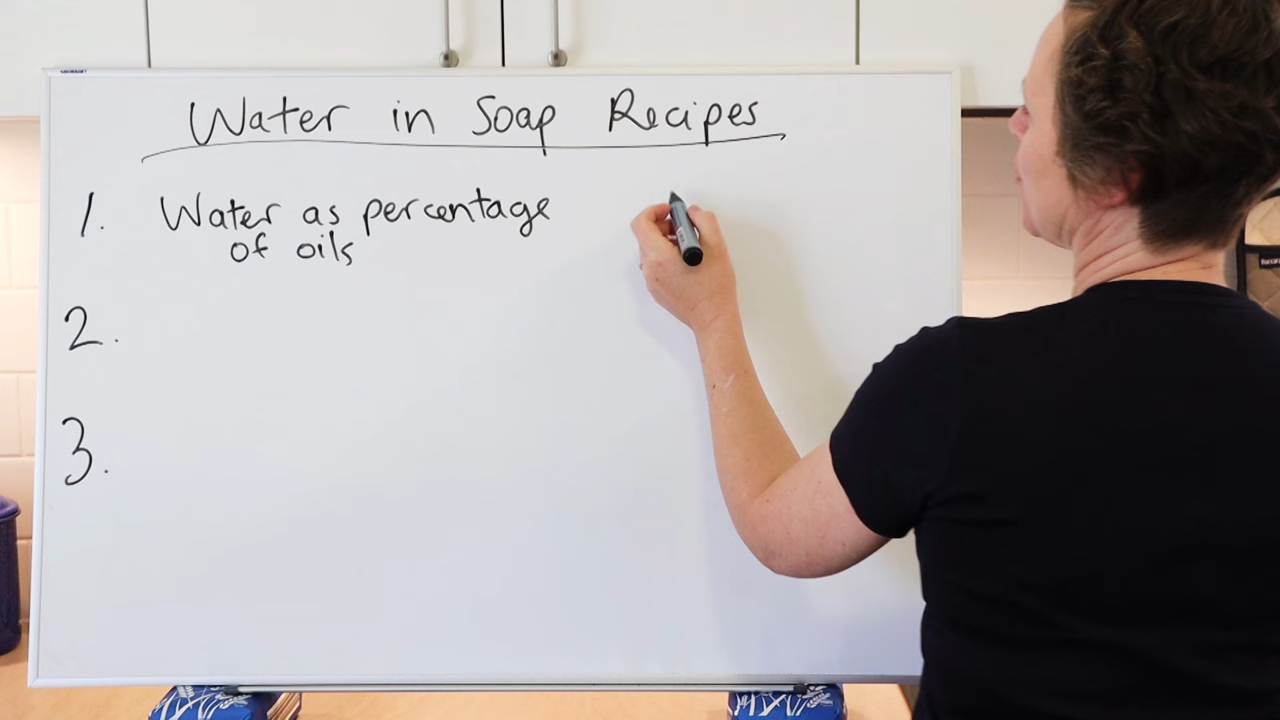 Water in Soap Recipes
1. Water as percentage
of oils
2.
3.